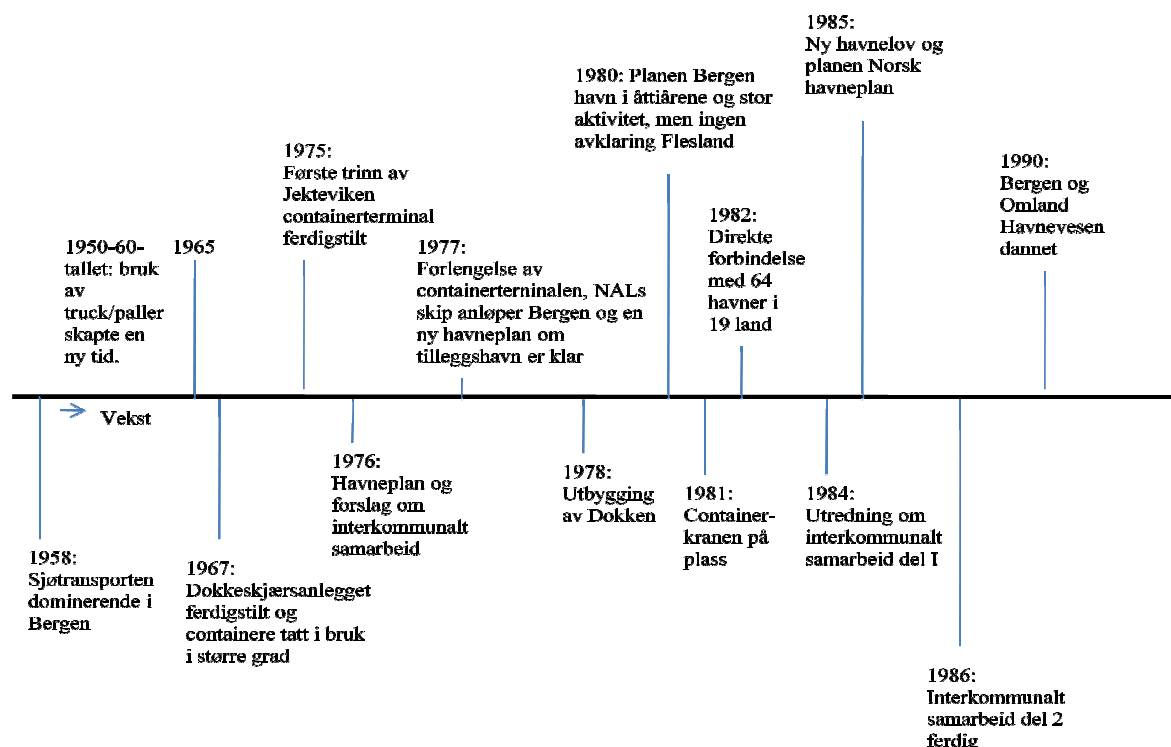 1985:
Ny havnelov og
planen Norsk
havneplan
1980: Planen Bergen
havn i åttiårene og stor
aktivitet, men ingen
avklaring Flesland
1975:
Første trinn av
Jekteviken
containerterminal
ferdigstilt
1990:
Bergen og
Omland
Havnevesen
dannet
1982:
Direkte
forbindelse
med 64
havner i
19 land
1950-60-
tallet: bruk
av
truck/paller
skapte en
ny tid.
1965
1977:
Forlengelse av
containerterninalen, NALs
skip anløper Bergen og en
ny havneplan om
tilleggshavn er klar
Vekst
1976:
Havneplan og
forslag om
interkommunalt
samarbeid
1978:
Utbygging
av Dokken
1981:
Container-
kranen på
plass
1984:
Utredning om
interkommunalt
samarbeid del I
1958:
Sjøtransporten
dominerende i
Bergen
1967:
Dokkeskjærsanlegget
ferdigstilt og
containere tatt i bruk
i større grad
1986:
Interkommunalt
samarbeid del 2
ferdig